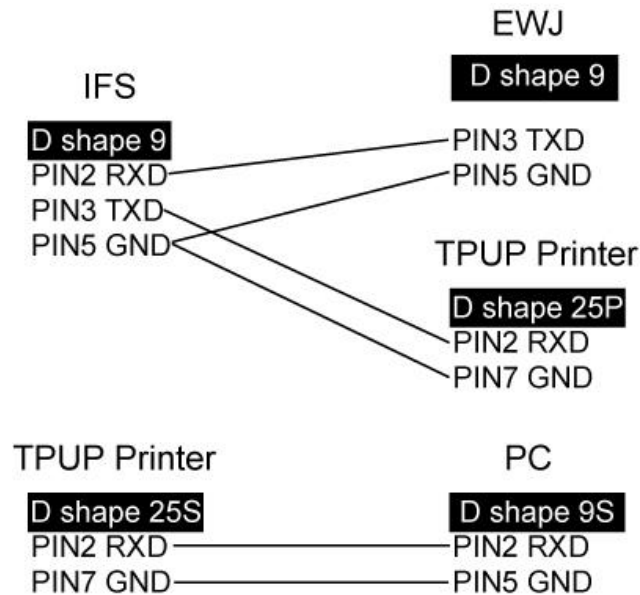 EWJ
D shape 9
IFS
D shape 9
PIN2 RXD
PIN3 TXD
PIN5 GND
PIN3 TXD
PIN5 GND
TPUP Printer
D shape 25P
PIN2 RXD
PIN7 GND
TPUP Printer
D shape 25S
PIN2 RXD
PIN7 GND
PC
D shape 9S
PIN2 RXD
PIN5 GND